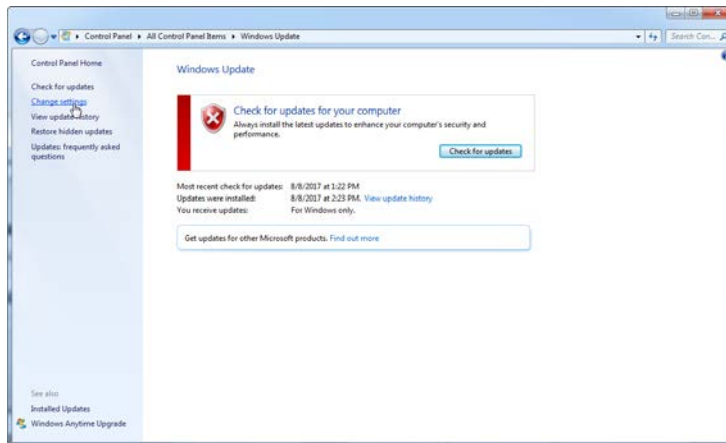 Control Panel ▸ All Control Panel Items ▸ Windows Update
Search Con...
Control Panel Home
Check for updates
Change settings
View update history
Restore hidden updates
Updates: frequently asked
questions
See also
Installed Updates
Windows Anytime Upgrade
Windows Update
Check for updates for your computer
Always install the latest updates to enhance your computer's security and
performance.
Check for updates
Most recent check for updates: 8/8/2017 at 1:22 PM
Updates were installed: 8/8/2017 at 2:23 PM. View update history
You receive updates: For Windows only.
Get updates for other Microsoft products. Find out more